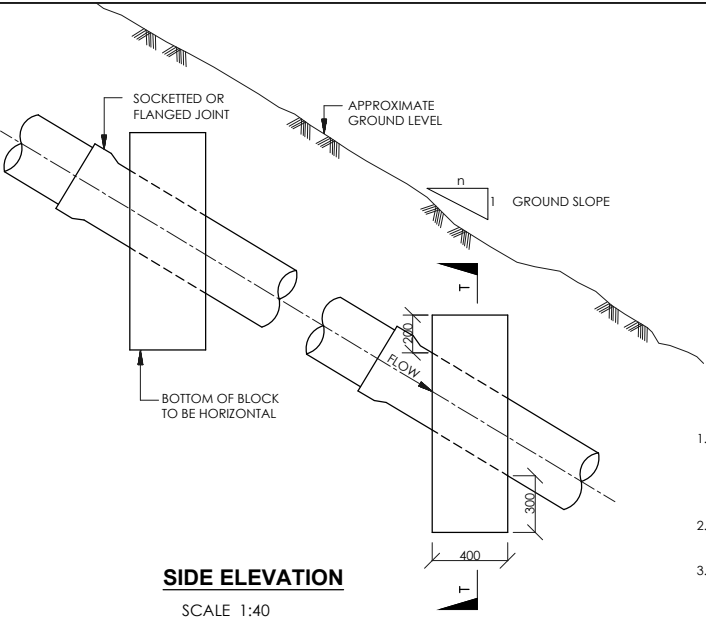 SOCKETTED OR
FLANGED JOINT
APPROXIMATE
GROUND LEVEL
n
1 GROUND SLOPE
T
200
FLOW
BOTTOM OF BLOCK
TO BE HORIZONTAL
1.
300
2.
400
3.
T
SIDE ELEVATION
SCALE 1:40